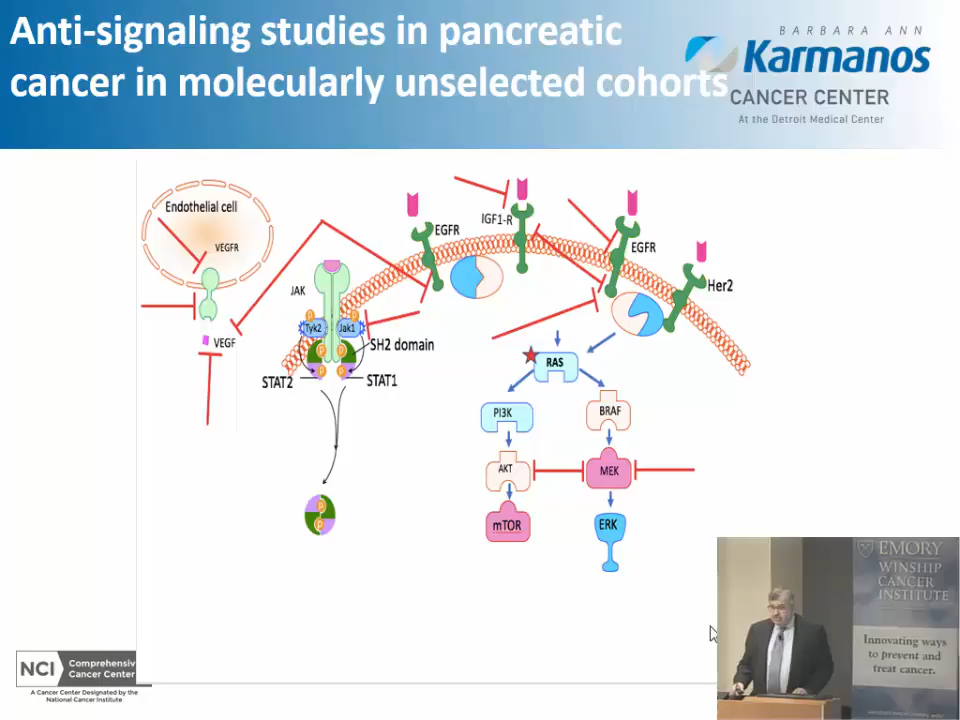 Anti-signaling studies in pancreatic
cancer in molecularly unselected cohorts
BARBARA ANN
Karmanos
CANCER CENTER
At the Detroit Medical Center
Endothelial cell
VEGFR
VEGF
JAK
Tyk2
Jak1
P
P
P
P
P
P
SH2 domain
STAT2
STAT1
P
P
EGFR
IGF1-R
EGFR
Her2
RAS
PI3K
BRAF
AKT
MEK
mTOR
ERK
NCI
Comprehensiv
Cancer Center
A Cancer Center Designated by the
National Cancer Institute
EMORY
WINSHIP
CANCER
INSTITUTE
Innovating ways
to prevent and
treat cancer.